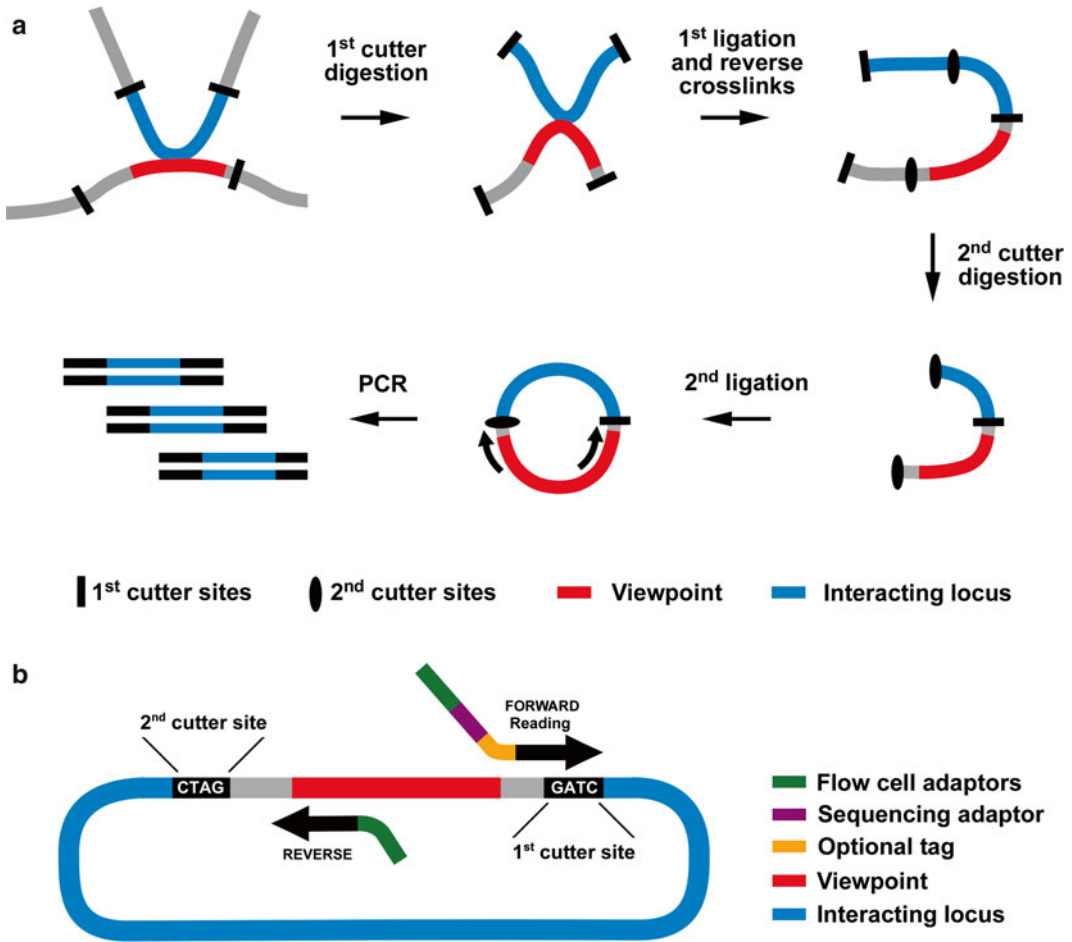 a
1st cutter
digestion
1st ligation
and reverse
crosslinks
2nd cutter
digestion
2nd ligation
PCR
1st cutter sites
2nd cutter sites
Viewpoint
Interacting locus
b
2nd cutter site
FORWARD
Reading
CTAG
GATC
REVERSE
1st cutter site
Flow cell adaptors
Sequencing adaptor
Optional tag
Viewpoint
Interacting locus